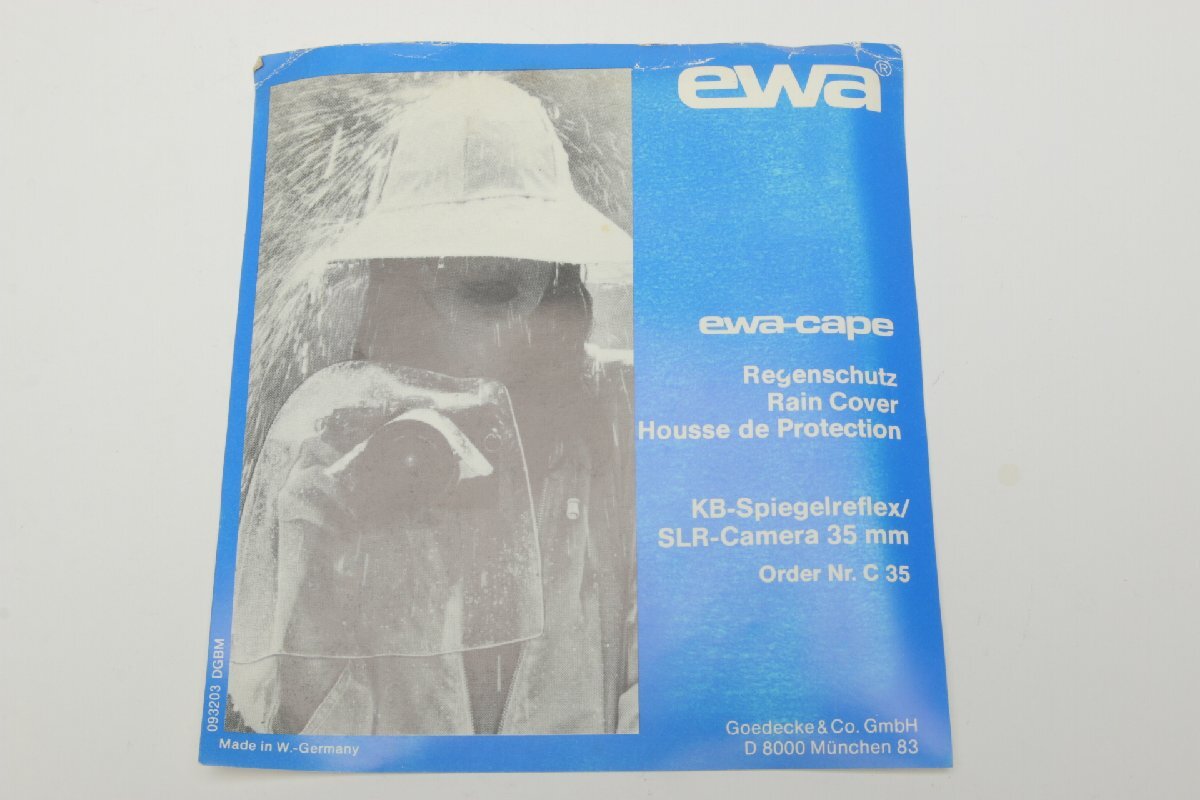 ewa®
ewa-cape
Regenschutz
Rain Cover
Housse de Protection
KB-Spiegelreflex/
SLR-Camera 35 mm
Order Nr. C 35
Goedecke & Co. GmbH
D 8000 München 83
093203 DGBM
Made in W.-Germany